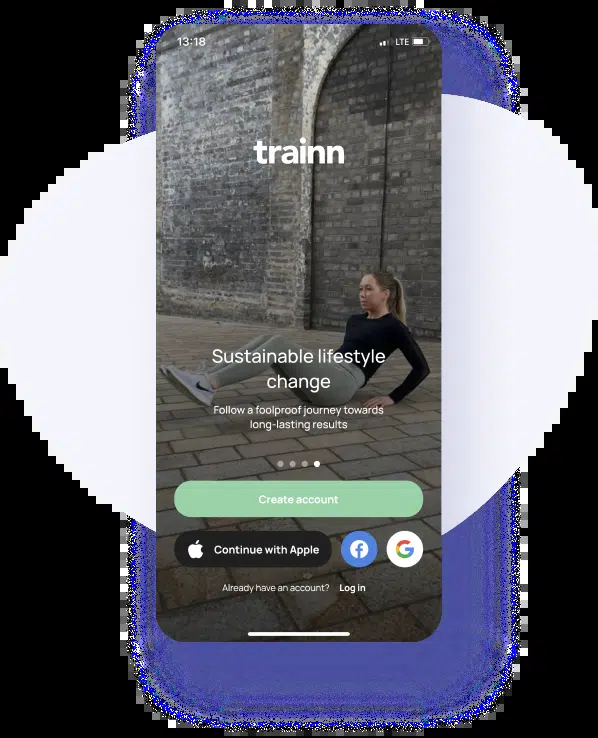 13:18 LTE
trainn
Sustainable lifestyle
change
Follow a foolproof journey towards
long-lasting results
Create account
Continue with Apple
Already have an account? Log in